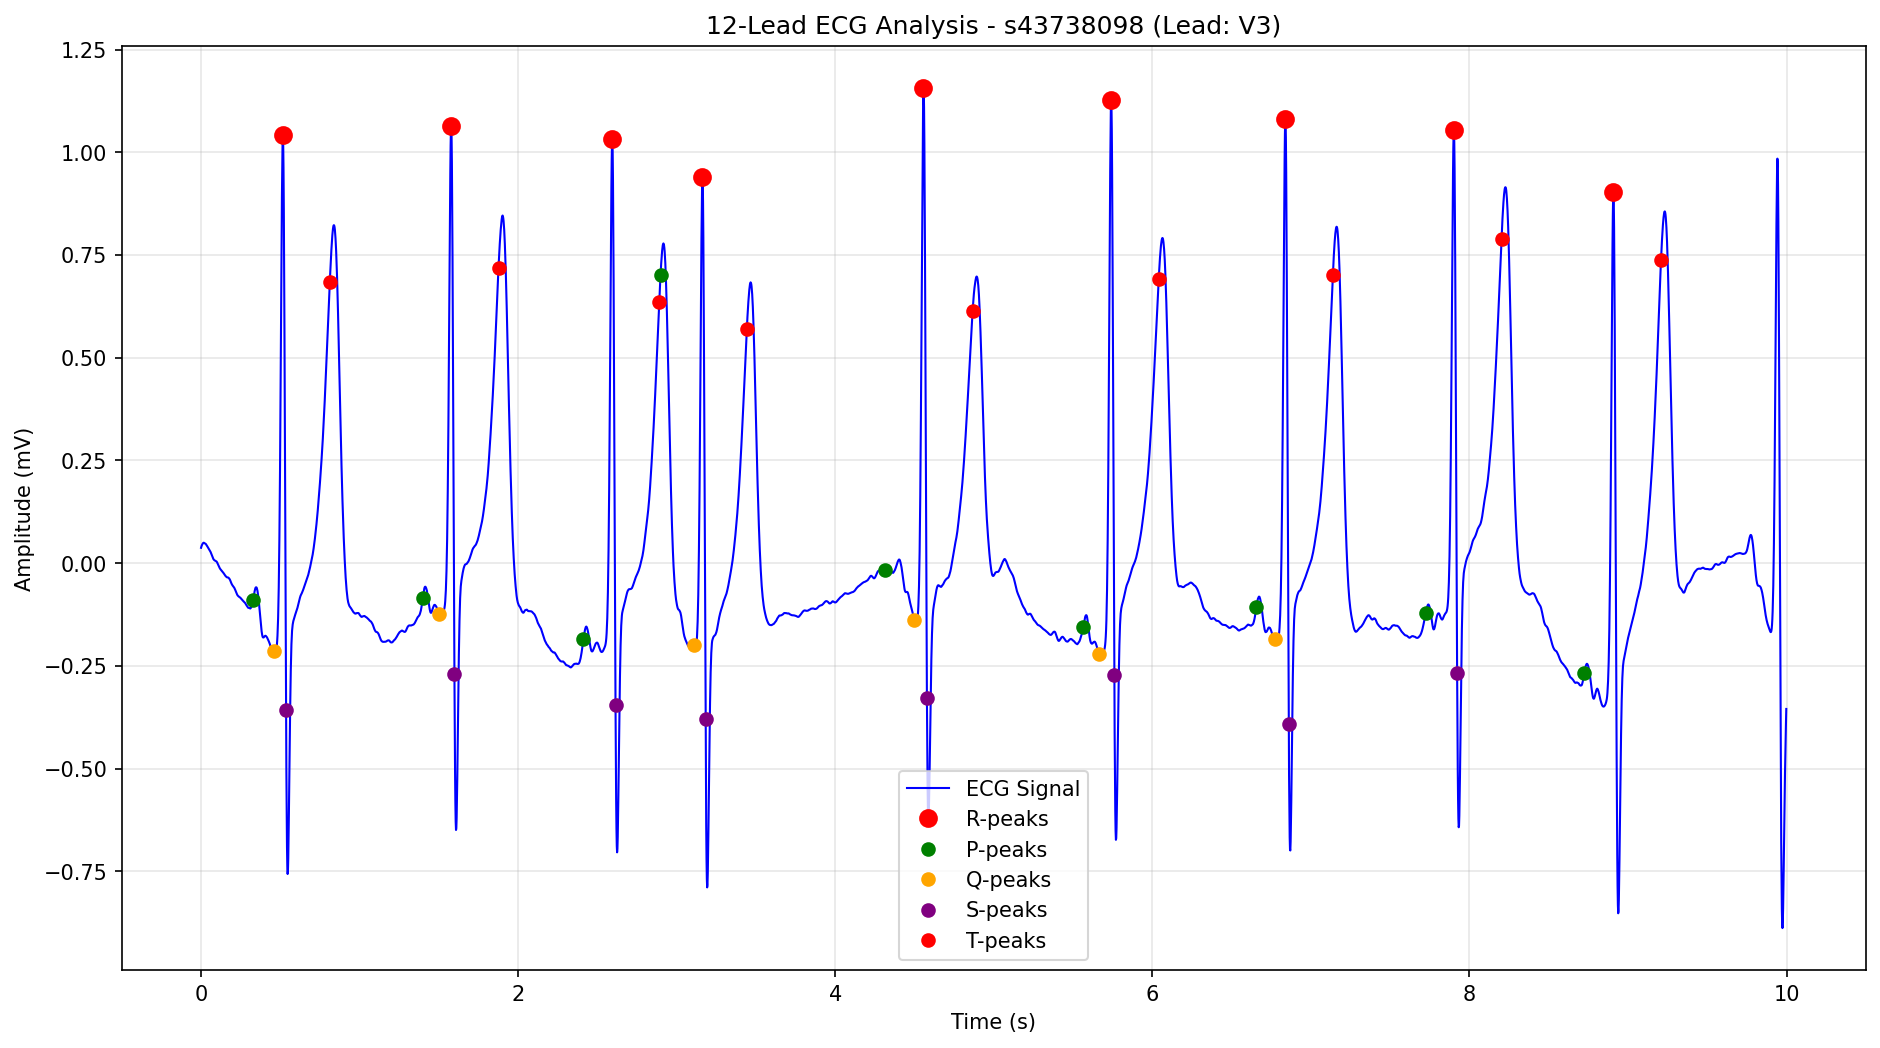 12-Lead ECG Analysis - s43738098 (Lead: V3)
Amplitude (mV)
1.25
1.00
0.75
0.50
0.25
0.00
−0.25
−0.50
−0.75
ECG Signal
R-peaks
P-peaks
Q-peaks
S-peaks
T-peaks
0 2 4 6 8 10
Time (s)